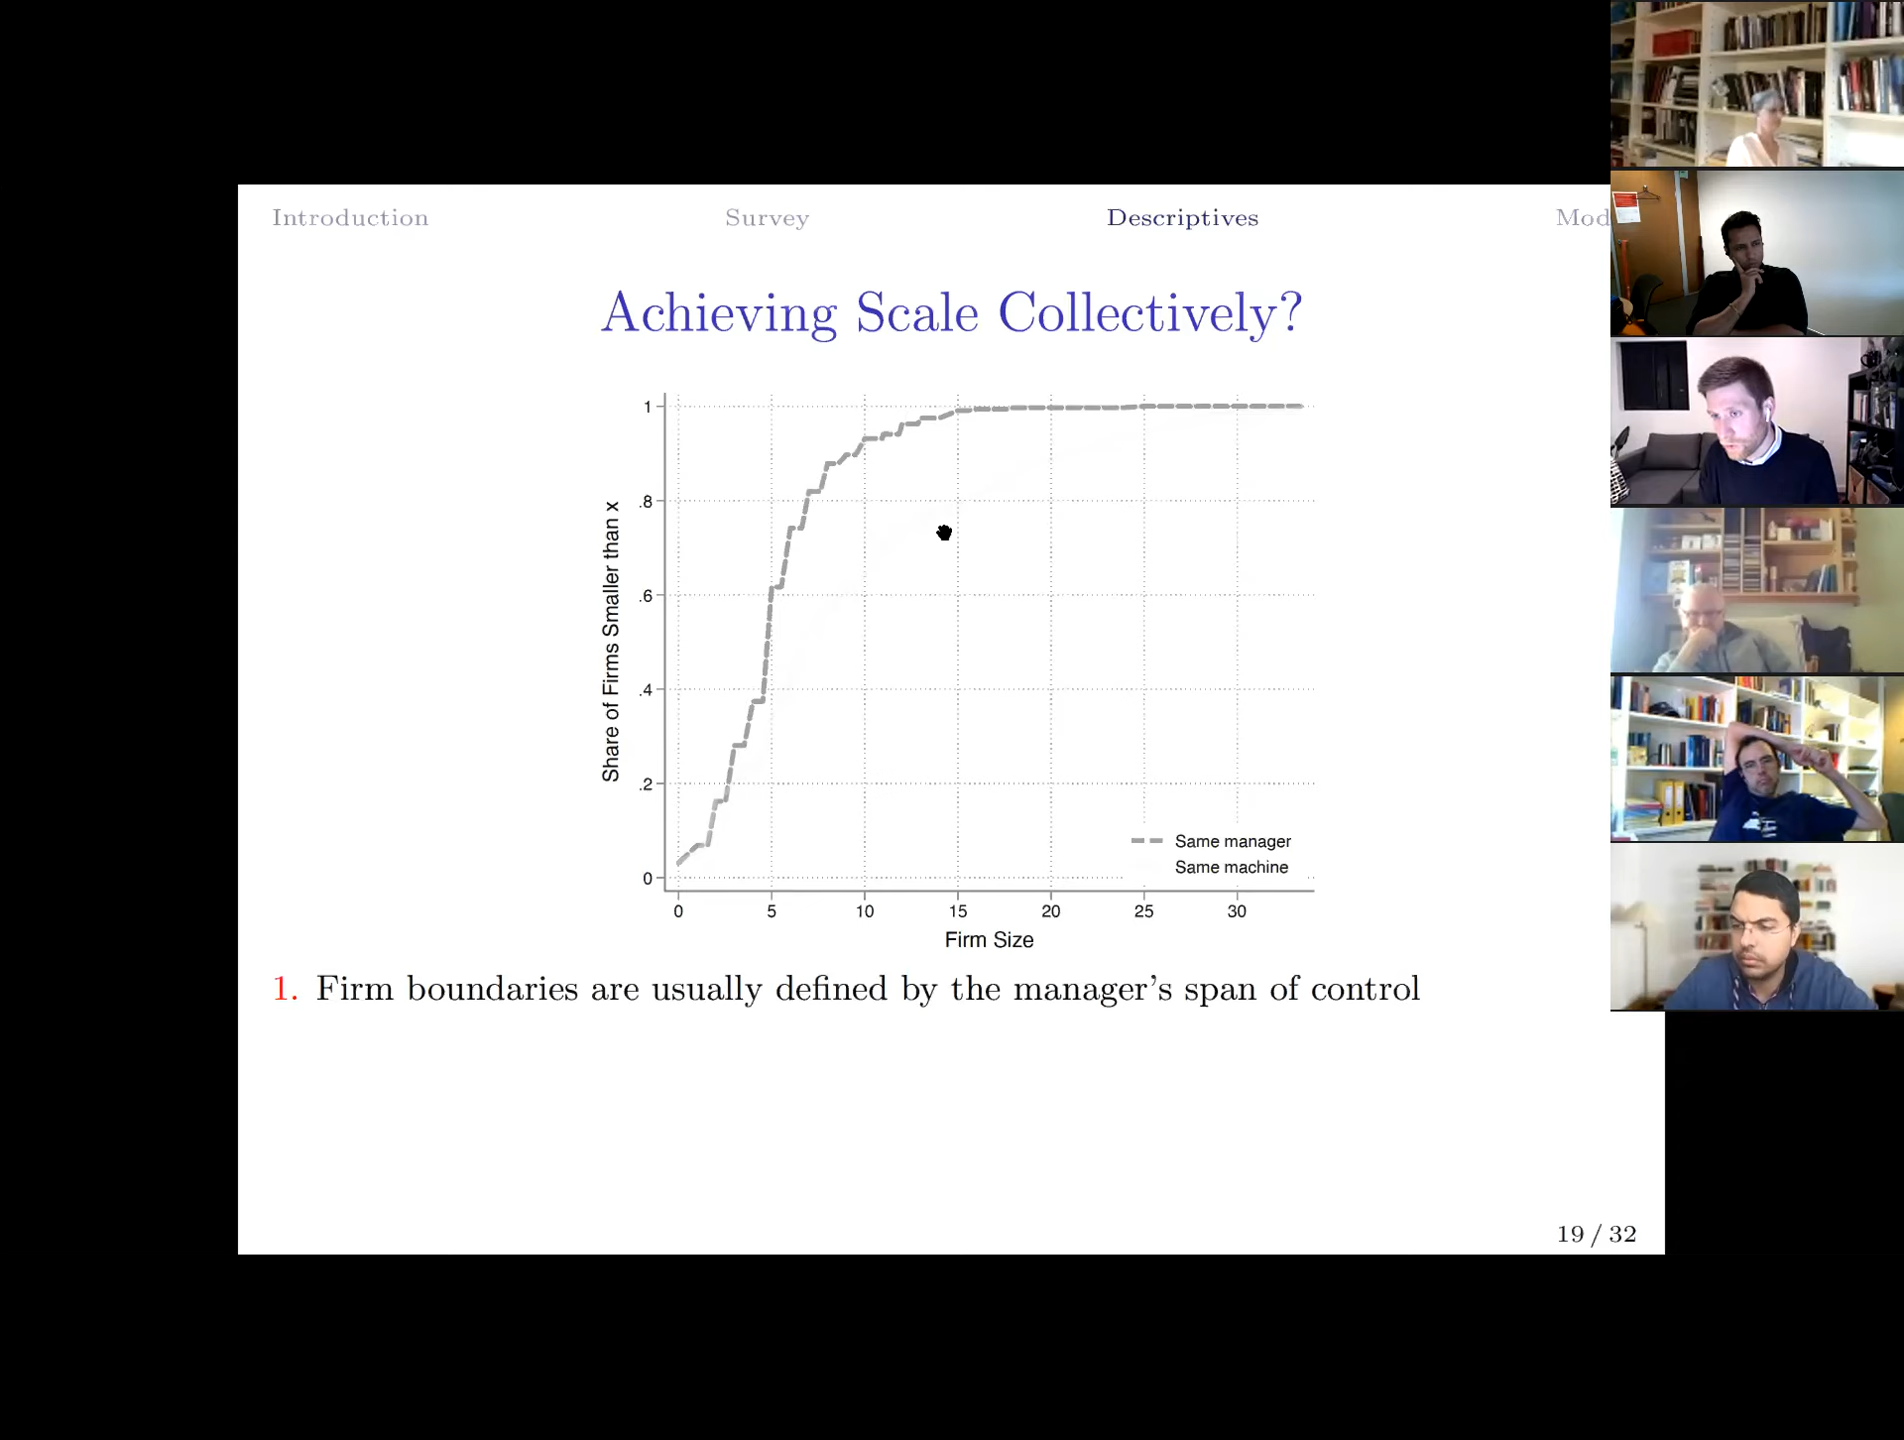 Introduction Survey Descriptives Mod
Achieving Scale Collectively?
Share of Firms Smaller than x
1
.8
.6
.4
.2
0
Same manager
Same machine
0 5 10 15 20 25 30
Firm Size
1. Firm boundaries are usually defined by the manager's span of control
19 / 32